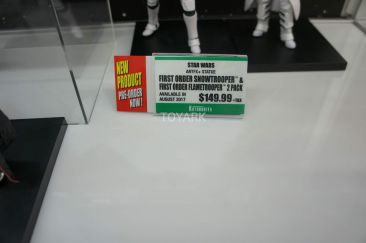 NEW
PRODUCT
PRE-ORDER
NOW!
STAR WARS
ARTFX+ STATUE
FIRST ORDER SNOWTROOPER™ &
FIRST ORDER FLAMETROOPER™ 2 PACK
AVAILABLE IN
AUGUST 2017
$149.99
TOYARK